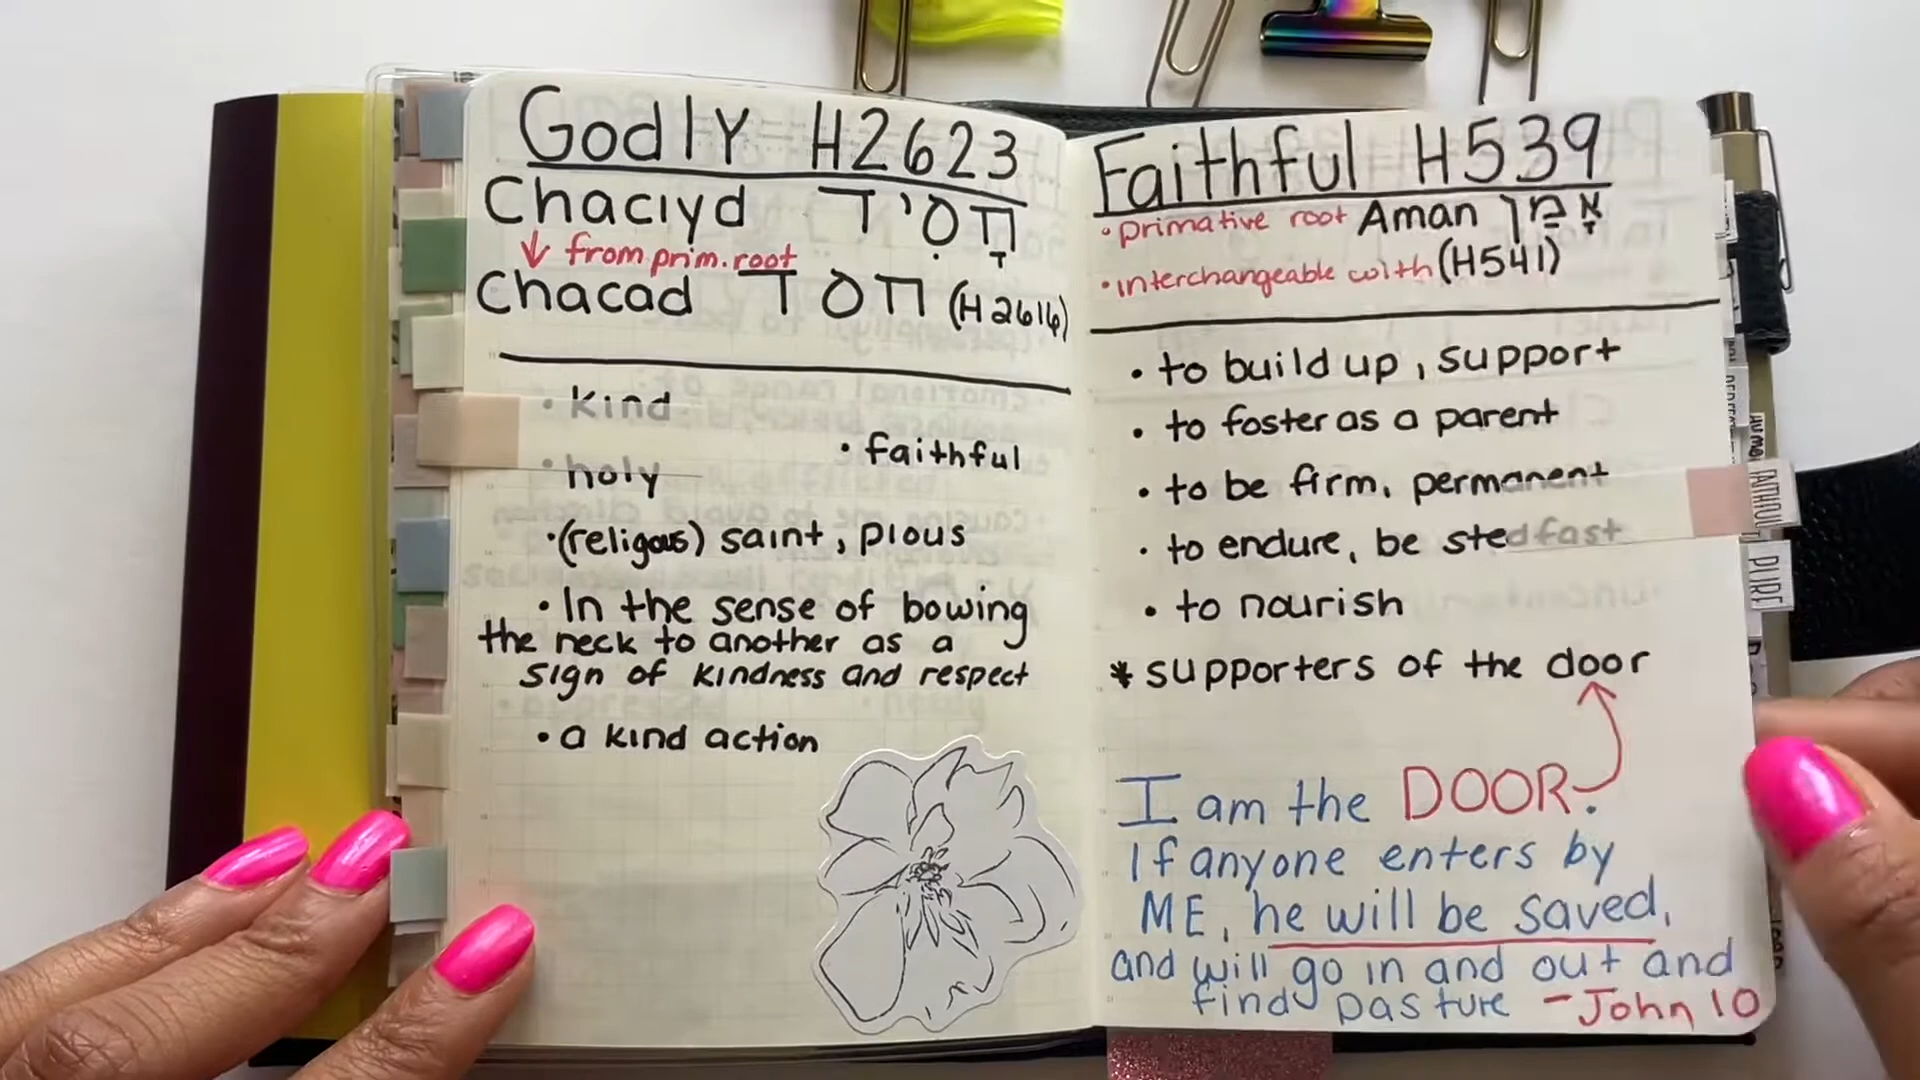 Godly H2623
Chaciyd חָסִיד
↓ from prim. root
Chacad חסד (H2616)
• kind
• faithful
• holy
• (religous) saint, pious
• In the sense of bowing
the neck to another as a
sign of kindness and respect
• a kind action
Faithful H539
• primative root Aman אָמַן
• interchangeable with (H541)
• to build up, support
• to foster as a parent
• to be firm, permanent
• to endure, be stedfast
• to nourish
* supporters of the door
I am the DOOR.
If anyone enters by
ME, he will be saved,
and will go in and out and
find pasture - John 10
FAITHFUL
PURE